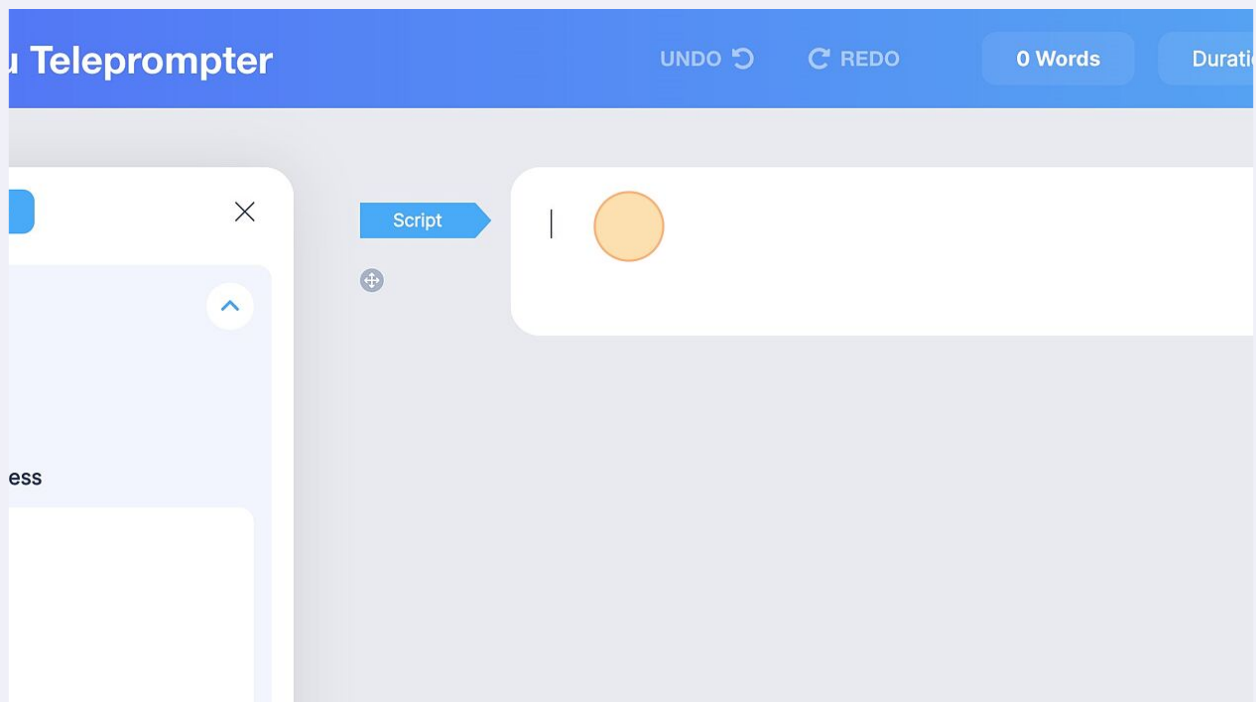 u Teleprompter
UNDO
REDO
0 Words
Durati
Script
ess